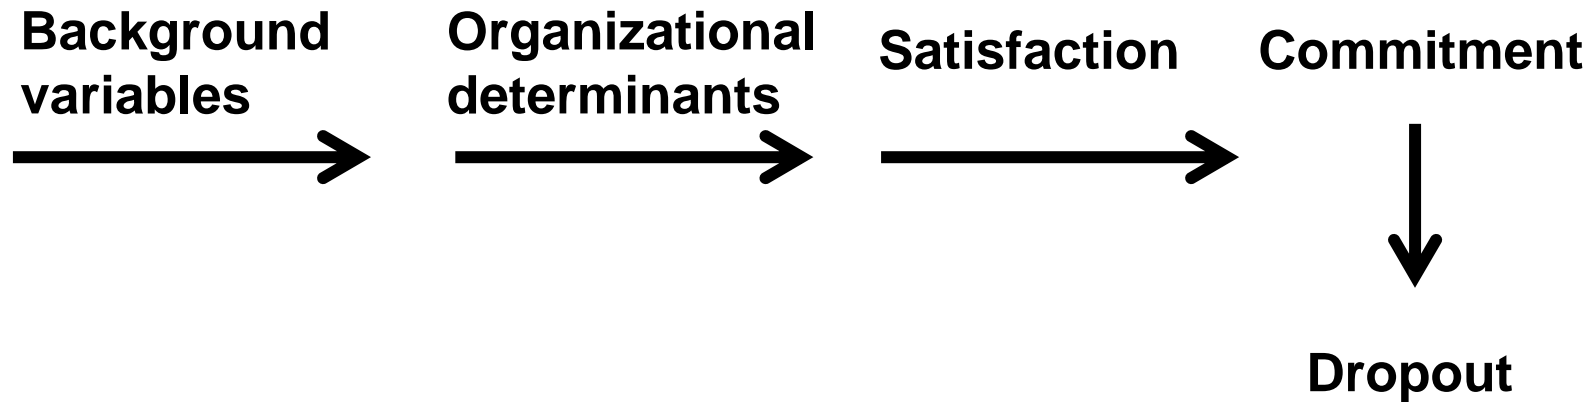 Background
variables
Organizational
determinants
Satisfaction
Commitment
Dropout